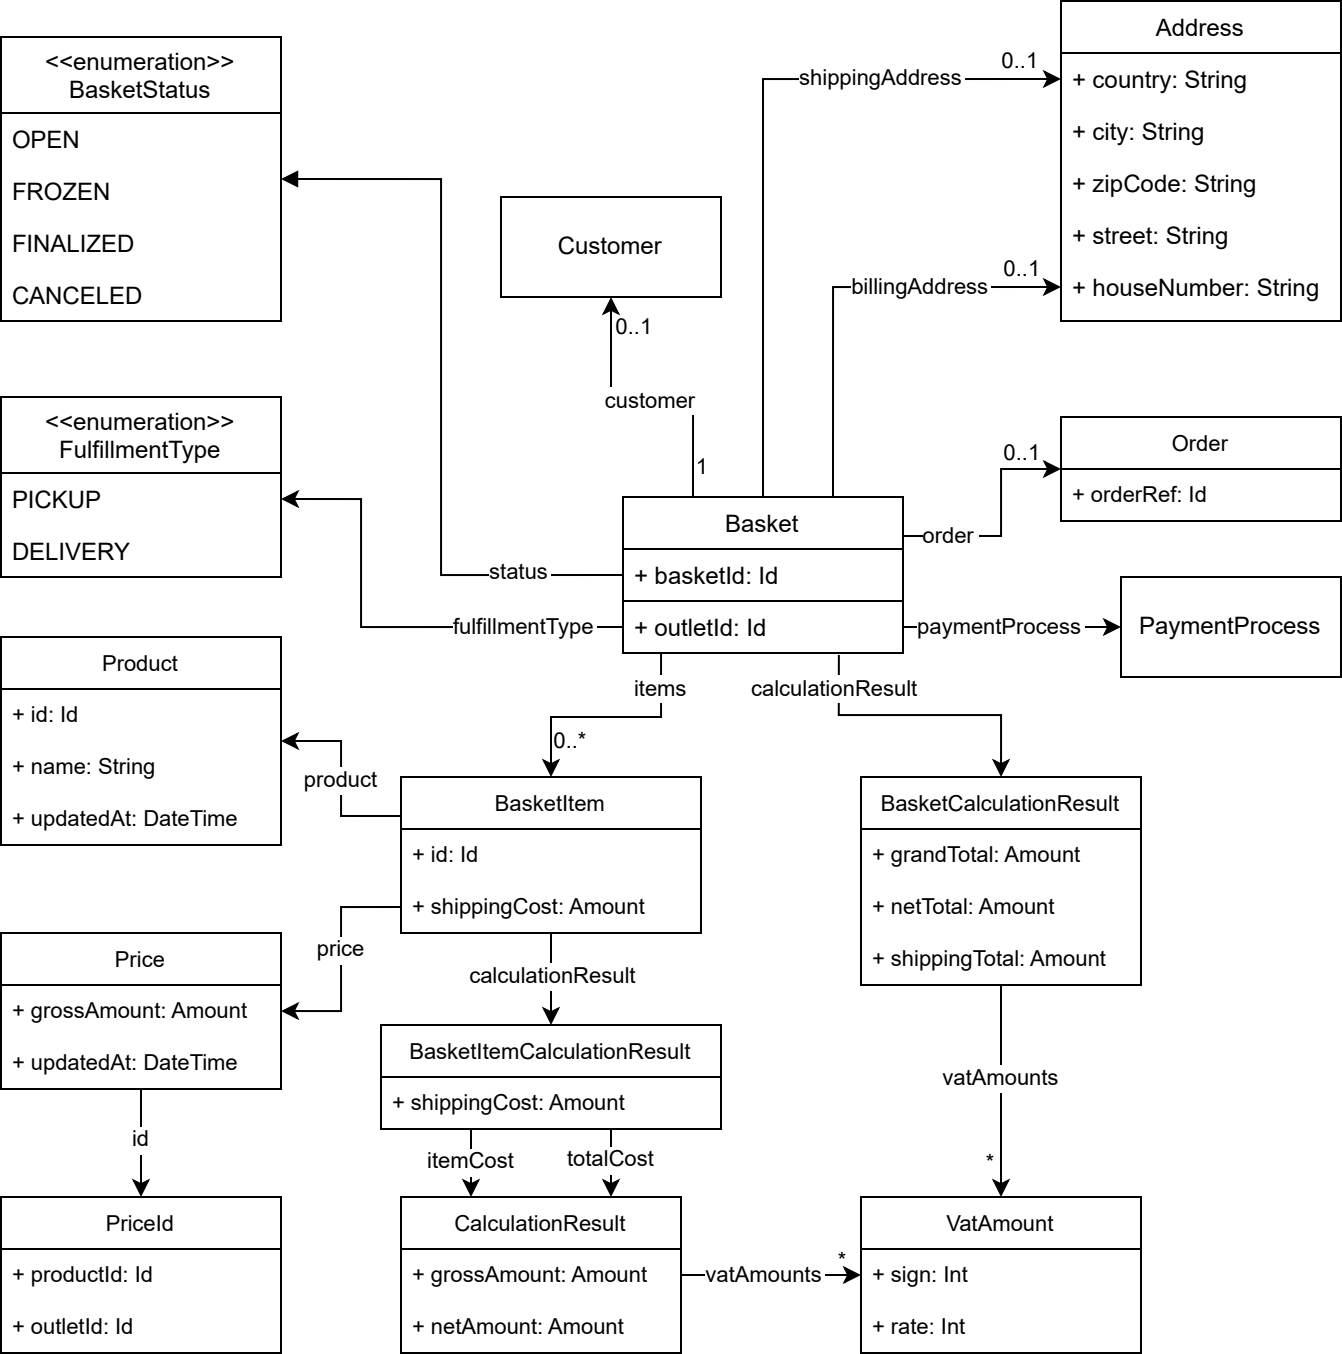 <<enumeration>>
BasketStatus
OPEN
FROZEN
FINALIZED
CANCELED
Address
+ country: String
+ city: String
+ zipCode: String
+ street: String
+ houseNumber: String
shippingAddress
0..1
billingAddress
0..1
Customer
0..1
customer
1
<<enumeration>>
FulfillmentType
PICKUP
DELIVERY
Order
+ orderRef: Id
0..1
order
Basket
+ basketId: Id
+ outletId: Id
status
fulfillmentType
paymentProcess
PaymentProcess
items
0..*
calculationResult
Product
+ id: Id
+ name: String
+ updatedAt: DateTime
product
BasketItem
+ id: Id
+ shippingCost: Amount
BasketCalculationResult
+ grandTotal: Amount
+ netTotal: Amount
+ shippingTotal: Amount
price
Price
+ grossAmount: Amount
+ updatedAt: DateTime
calculationResult
BasketItemCalculationResult
+ shippingCost: Amount
vatAmounts
*
id
itemCost
totalCost
PriceId
+ productId: Id
+ outletId: Id
CalculationResult
+ grossAmount: Amount
+ netAmount: Amount
vatAmounts
*
VatAmount
+ sign: Int
+ rate: Int